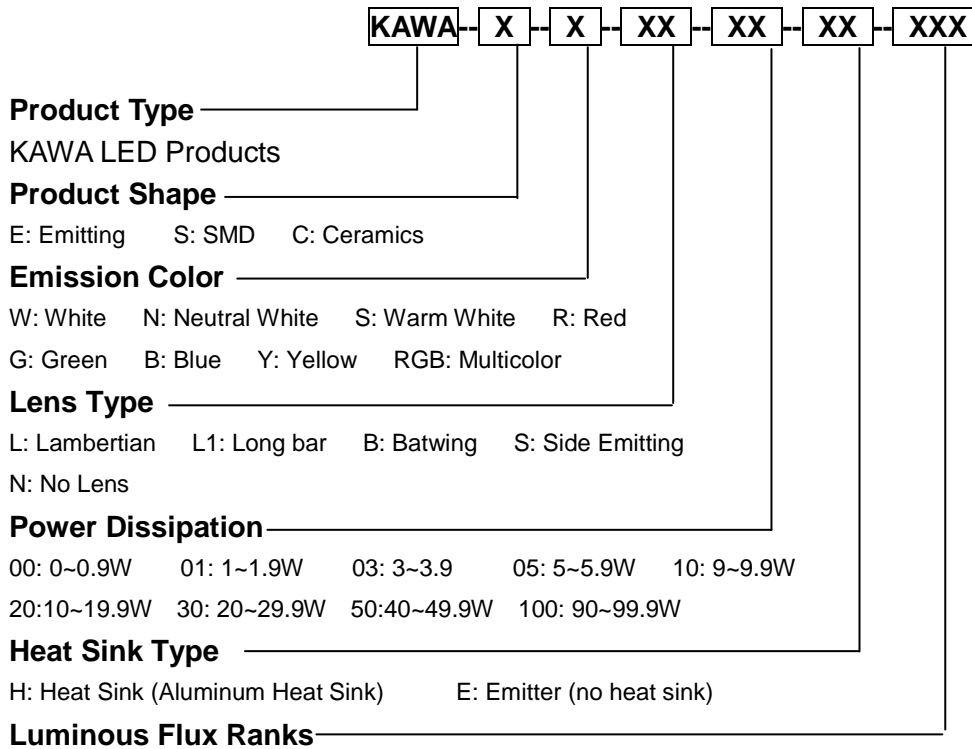 KAWA--X--X--XX--XX--XX--XXX
Product Type
KAWA LED Products
Product Shape
E: Emitting S: SMD C: Ceramics
Emission Color
W: White N: Neutral White S: Warm White R: Red
G: Green B: Blue Y: Yellow RGB: Multicolor
Lens Type
L: Lambertian L1: Long bar B: Batwing S: Side Emitting
N: No Lens
Power Dissipation
00: 0~0.9W 01: 1~1.9W 03: 3~3.9 05: 5~5.9W 10: 9~9.9W
20:10~19.9W 30: 20~29.9W 50:40~49.9W 100: 90~99.9W
Heat Sink Type
H: Heat Sink (Aluminum Heat Sink) E: Emitter (no heat sink)
Luminous Flux Ranks